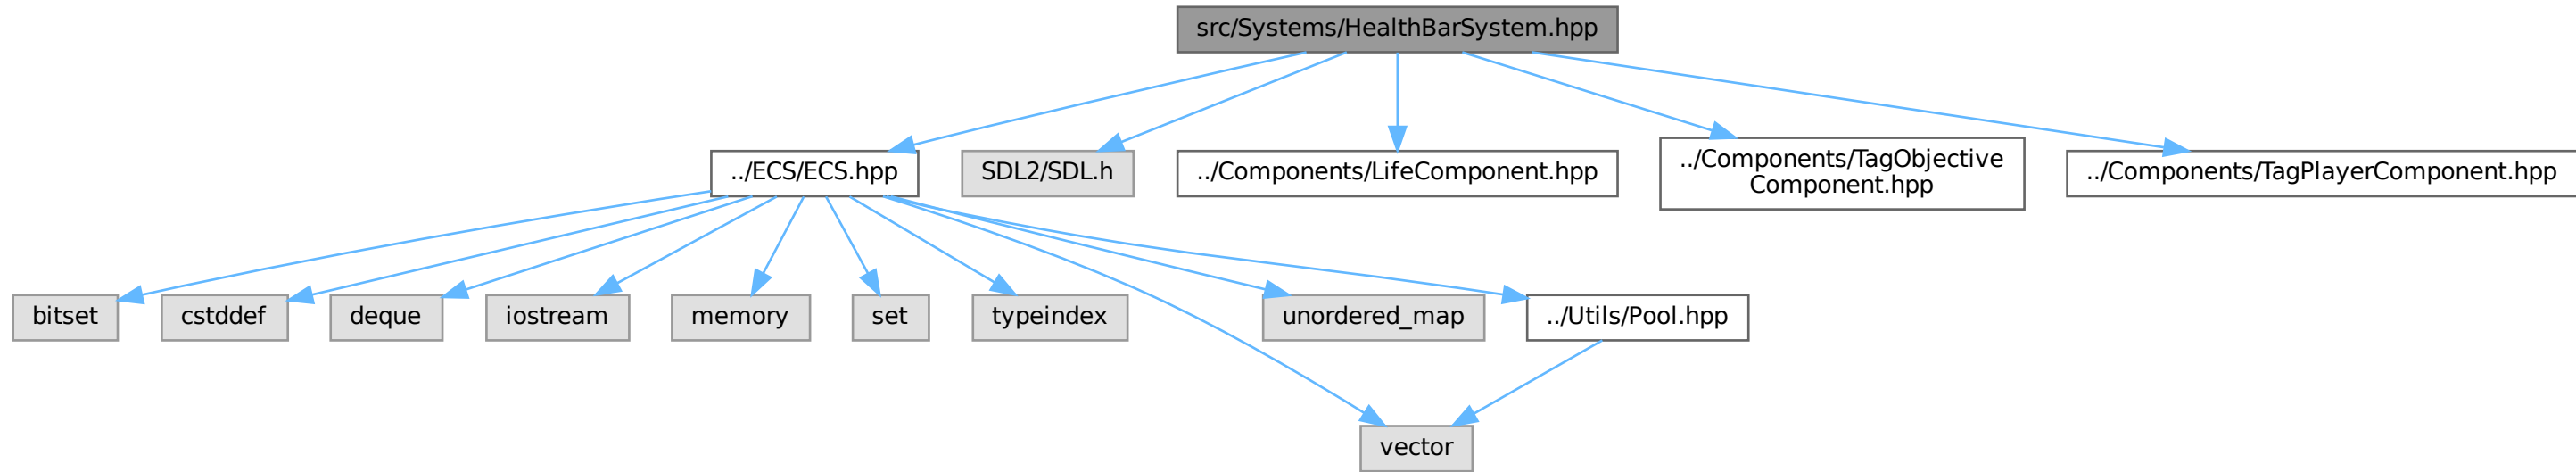 src/Systems/HealthBarSystem.hpp
../ECS/ECS.hpp
SDL2/SDL.h
../Components/LifeComponent.hpp
../Components/TagObjective
Component.hpp
../Components/TagPlayerComponent.hpp
bitset
cstddef
deque
iostream
memory
set
typeindex
unordered_map
../Utils/Pool.hpp
vector